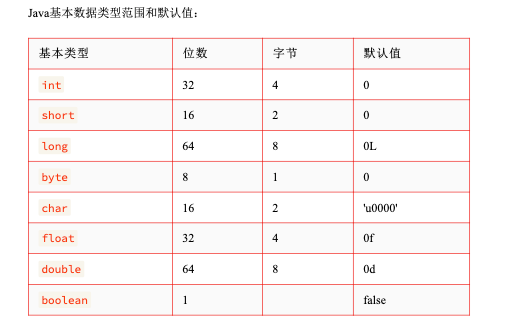 Java基本数据类型范围和默认值：
基本类型 位数 字节 默认值
int 32 4 0
short 16 2 0
long 64 8 0L
byte 8 1 0
char 16 2 'u0000'
float 32 4 0f
double 64 8 0d
boolean 1 false